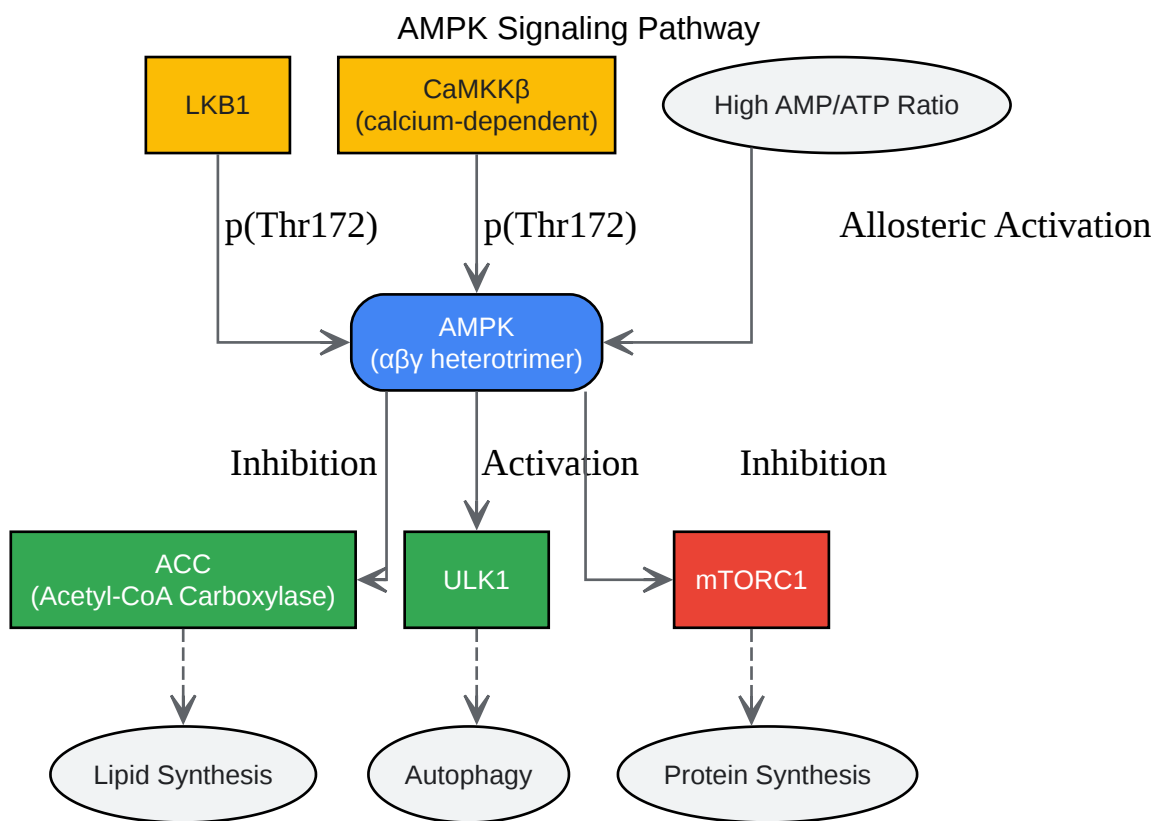 AMPK Signaling Pathway
LKB1
CaMKKβ
(calcium-dependent)
High AMP/ATP Ratio
p(Thr172)
p(Thr172)
Allosteric Activation
AMPK
(αβγ heterotrimer)
Inhibition
Activation
Inhibition
ACC
(Acetyl-CoA Carboxylase)
ULK1
mTORC1
Lipid Synthesis
Autophagy
Protein Synthesis